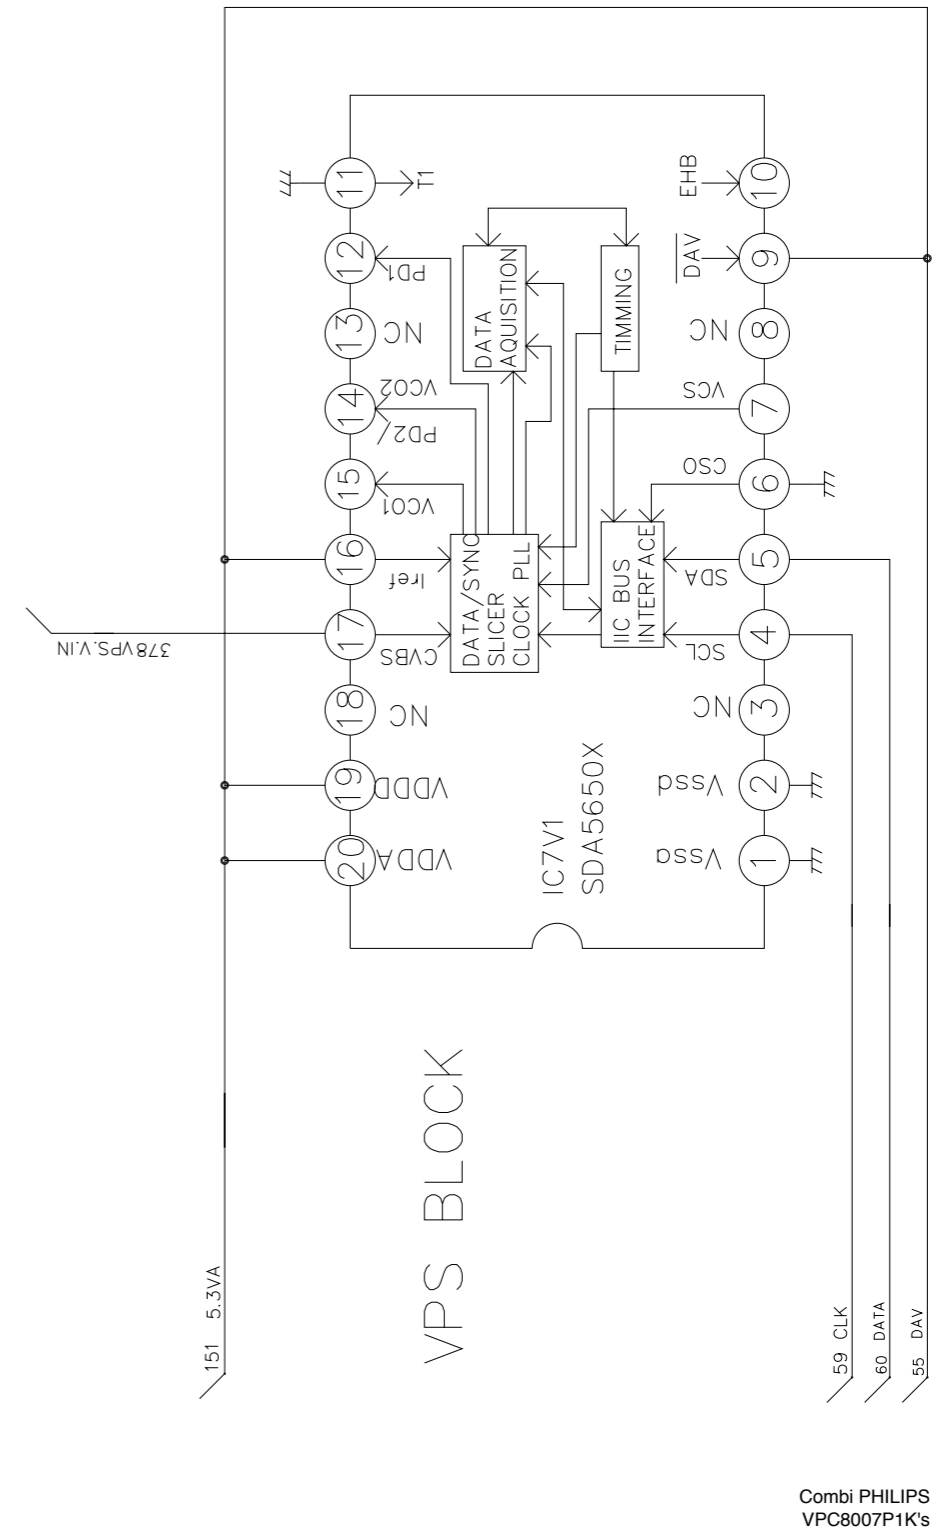 VPS BLOCK
151 5.3VA
378VPS.V.IN
59 CLK
60 DATA
55 DAV
IC7V1
SDA5650X
20
VDDA
19
VDDD
18
NC
17
CVBS
16
Iref
15
VCO1
14
PD2/
VCO2
13
NC
12
PD1
11
T1
DATA/SYNC
SLICER
CLOCK PLL
DATA
AQUISITION
TIMMING
IIC BUS
INTERFACE
1
Vssa
2
Vssd
3
NC
4
SCL
5
SDA
6
CSO
7
VCS
8
NC
9
DAV
10
EHB
Combi PHILIPS
VPC8007P1K's